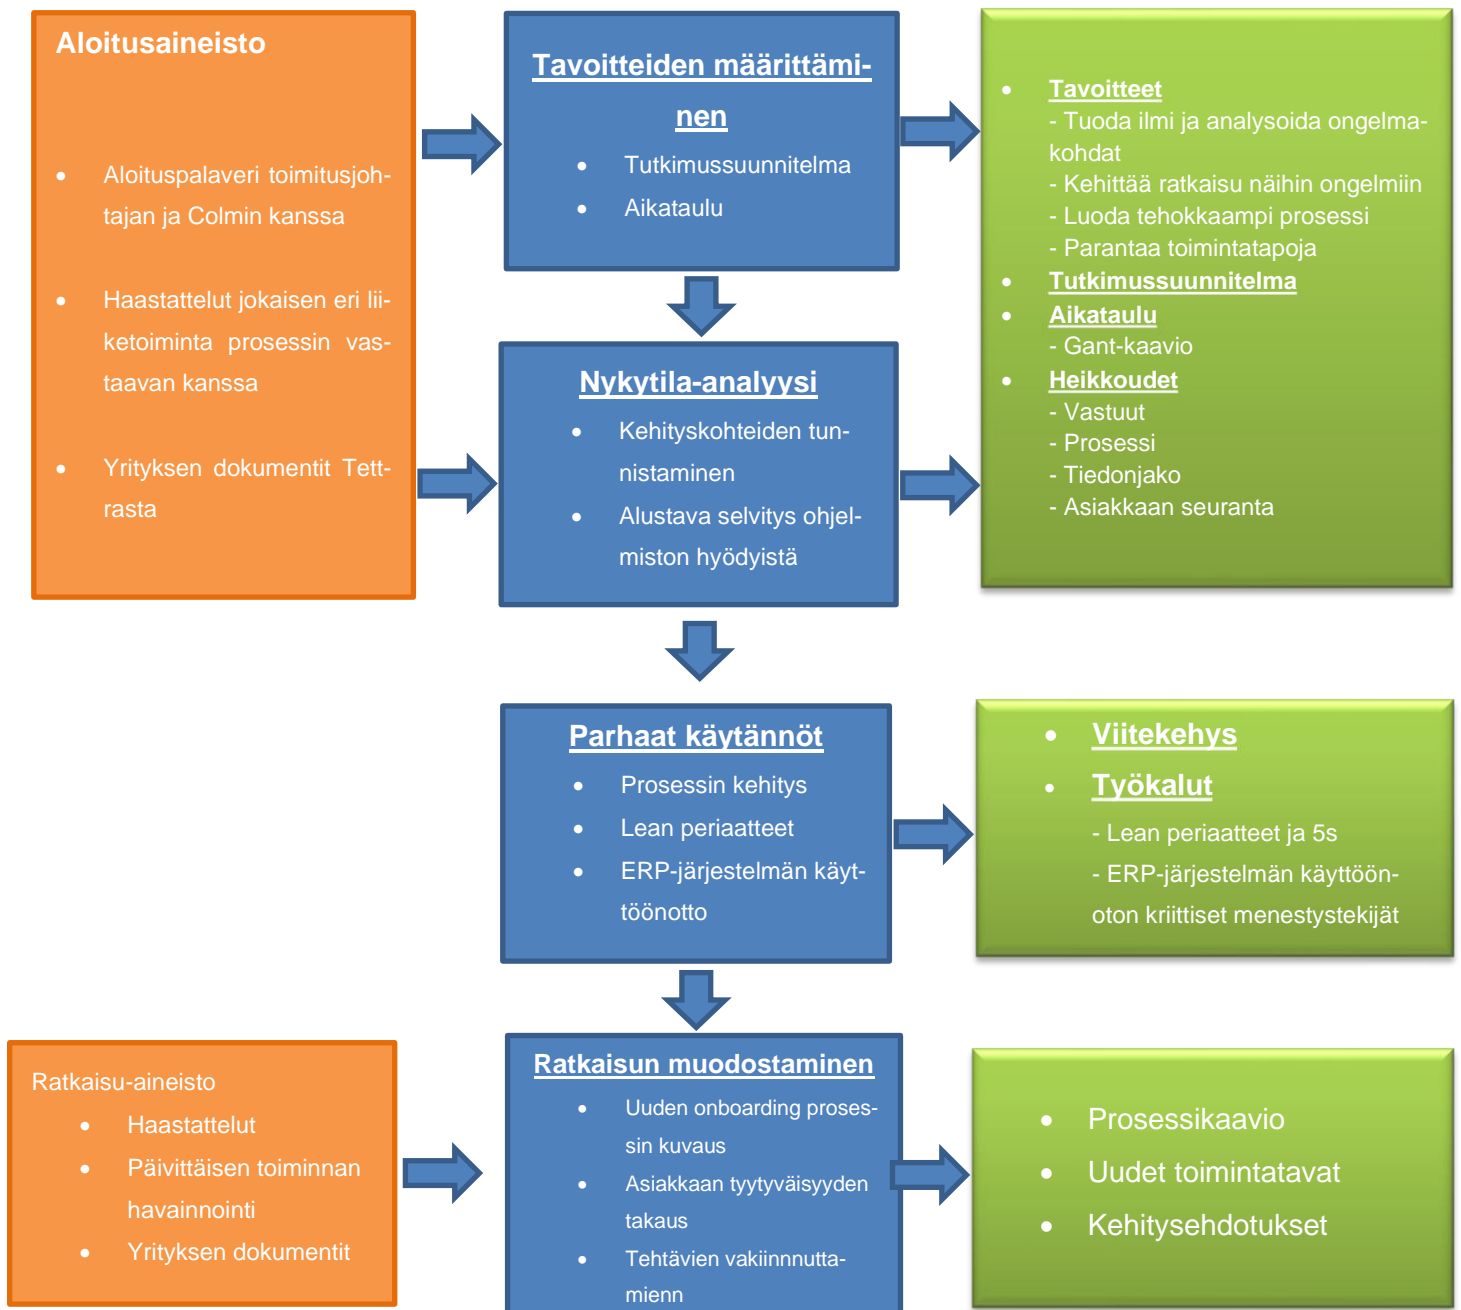 Aloitusaineisto
Aloituspalaveri toimitusjoh-
tajan ja Colmin kanssa
Haastattelut jokaisen eri lii-
ketoiminta prosessin vas-
taavan kanssa
Yrityksen dokumentit Tett-
rasta
Tavoitteiden määrittämi-
nen
Tutkimussuunnitelma
Aikataulu
Tavoitteet
- Tuoda ilmi ja analysoida ongelma-
kohdat
- Kehittää ratkaisu näihin ongelmiin
- Luoda tehokkaampi prosessi
- Parantaa toimintatapoja
Tutkimussuunnitelma
Aikataulu
- Gant-kaavio
Heikkoudet
- Vastuut
- Prosessi
- Tiedonjako
- Asiakkaan seuranta
Nykytila-analyysi
Kehityskohteiden tun-
nistaminen
Alustava selvitys ohjel-
miston hyödyistä
Parhaat käytännöt
Prosessin kehitys
Lean periaatteet
ERP-järjestelmän käyt-
töönotto
Viitekehys
Työkalut
- Lean periaatteet ja 5s
- ERP-järjestelmän käyttöön-
oton kriittiset menestystekijät
Ratkaisu-aineisto
Haastattelut
Päivittäisen toiminnan
havainnointi
Yrityksen dokumentit
Ratkaisun muodostaminen
Uuden onboarding proses-
sin kuvaus
Asiakkaan tyytyväisyyden
takaus
Tehtävien vakiinnnutta-
mienn
Prosessikaavio
Uudet toimintatavat
Kehitysehdotukset